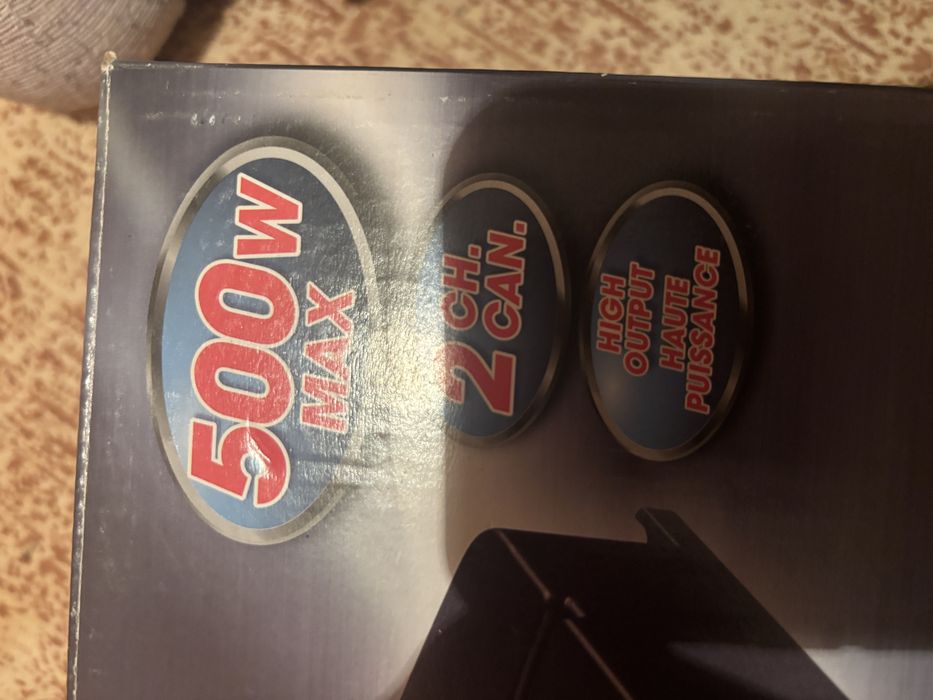 500W
MAX
2 CH.
2 CAN.
HIGH
OUTPUT
HAUTE
PUISSANCE